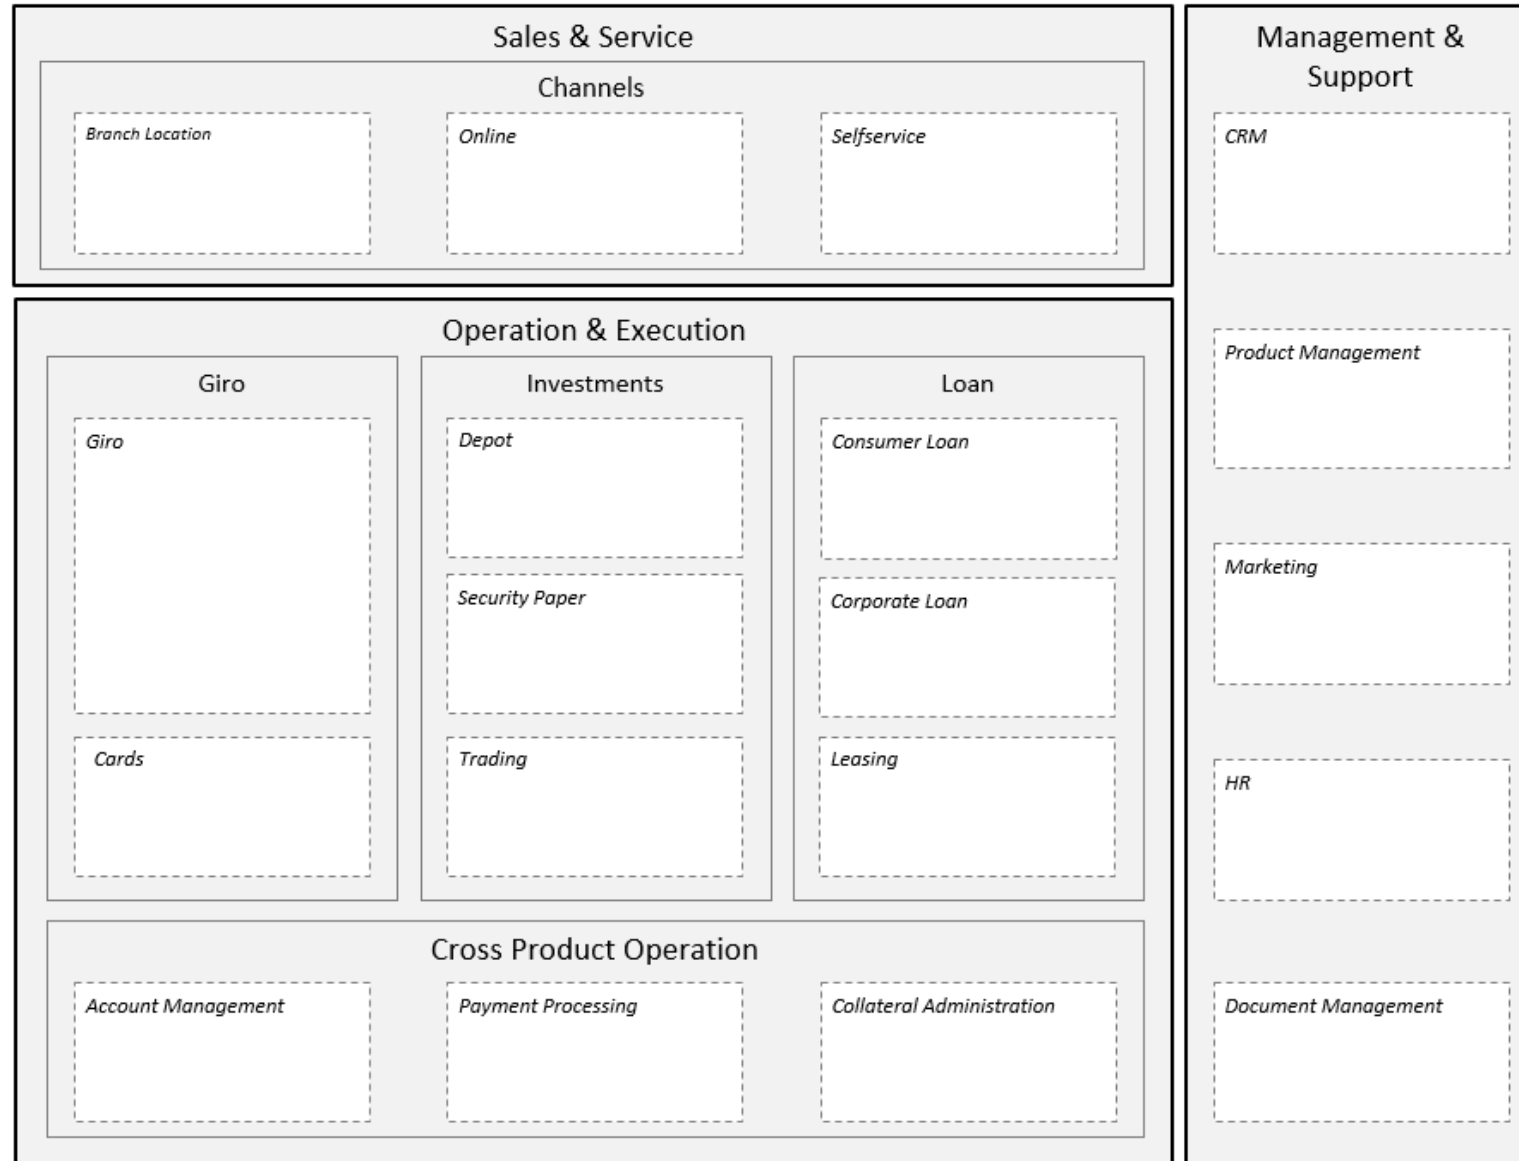 Sales & Service
Channels
Branch Location
Online
Selfservice
Management &
Support
CRM
Product Management
Marketing
HR
Document Management
Operation & Execution
Giro
Giro
Cards
Investments
Depot
Security Paper
Trading
Loan
Consumer Loan
Corporate Loan
Leasing
Cross Product Operation
Account Management
Payment Processing
Collateral Administration